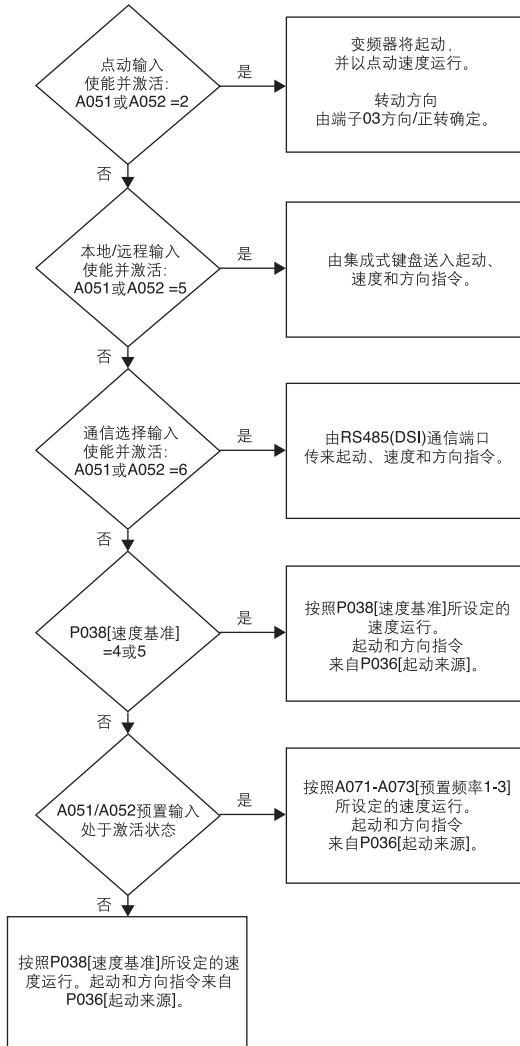 点动输入
使能并激活:
A051或A052 =2
是
变频器将起动,
并以点动速度运行。
转动方向
由端子03方向/正转确定。
否
本地/远程输入
使能并激活:
A051或A052 =5
是
由集成式键盘送入起动、
速度和方向指令。
否
通信选择输入
使能并激活:
A051或A052 =6
是
由RS485(DSI)通信端口
传来起动、速度和方向指令。
否
P038[速度基准]
=4或5
是
按照P038[速度基准]所设定的
速度运行。
起动和方向指令
来自P036[起动来源]。
否
A051/A052预置输入
处于激活状态
是
按照A071-A073[预置频率1-3]
所设定的速度运行。
起动和方向指令
来自P036[起动来源]。
否
按照P038[速度基准]所设定的速
度运行。起动和方向指令来自
P036[起动来源]。